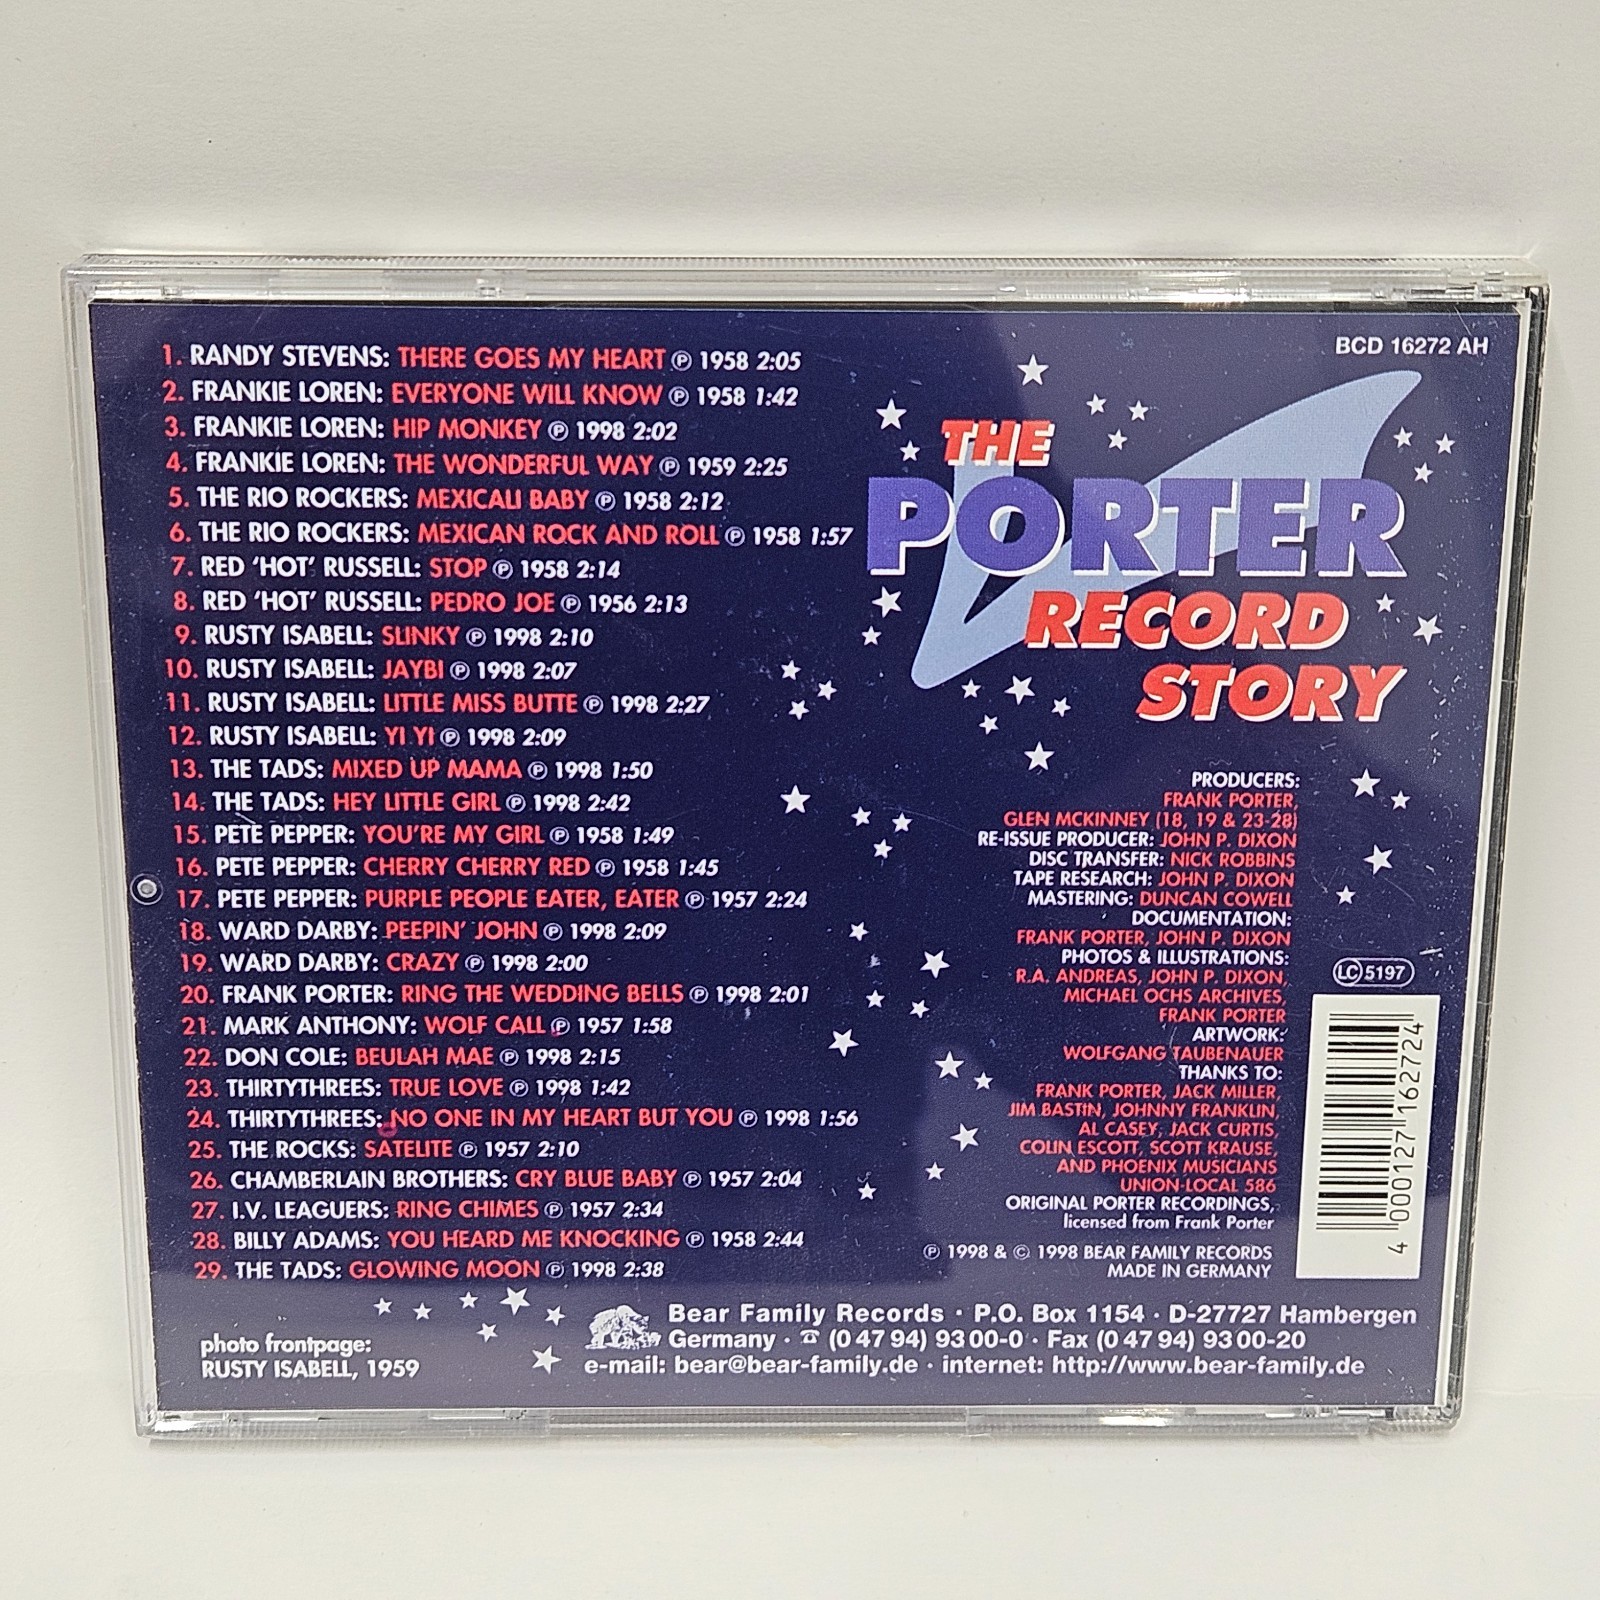 1. RANDY STEVENS: THERE GOES MY HEART ℗ 1958 2:05
2. FRANKIE LOREN: EVERYONE WILL KNOW ℗ 1958 1:42
3. FRANKIE LOREN: HIP MONKEY ℗ 1998 2:02
4. FRANKIE LOREN: THE WONDERFUL WAY ℗ 1959 2:25
5. THE RIO ROCKERS: MEXICALI BABY ℗ 1958 2:12
6. THE RIO ROCKERS: MEXICAN ROCK AND ROLL ℗ 1958 1:57
7. RED ‘HOT’ RUSSELL: STOP ℗ 1958 2:14
8. RED ‘HOT’ RUSSELL: PEDRO JOE ℗ 1956 2:13
9. RUSTY ISABELL: SLINKY ℗ 1998 2:10
10. RUSTY ISABELL: JAYBI ℗ 1998 2:07
11. RUSTY ISABELL: LITTLE MISS BUTTE ℗ 1998 2:27
12. RUSTY ISABELL: YI YI ℗ 1998 2:09
13. THE TADS: MIXED UP MAMA ℗ 1998 1:50
14. THE TADS: HEY LITTLE GIRL ℗ 1998 2:42
15. PETE PEPPER: YOU'RE MY GIRL ℗ 1958 1:49
16. PETE PEPPER: CHERRY CHERRY RED ℗ 1958 1:45
17. PETE PEPPER: PURPLE PEOPLE EATER, EATER ℗ 1957 2:24
18. WARD DARBY: PEEPIN' JOHN ℗ 1998 2:09
19. WARD DARBY: CRAZY ℗ 1998 2:00
20. FRANK PORTER: RING THE WEDDING BELLS ℗ 1998 2:01
21. MARK ANTHONY: WOLF CALL ℗ 1957 1:58
22. DON COLE: BEULAH MAE ℗ 1998 2:15
23. THIRTYTHREES: TRUE LOVE ℗ 1998 1:42
24. THIRTYTHREES: NO ONE IN MY HEART BUT YOU ℗ 1998 1:56
25. THE ROCKS: SATELITE ℗ 1957 2:10
26. CHAMBERLAIN BROTHERS: CRY BLUE BABY ℗ 1957 2:04
27. I.V. LEAGUERS: RING CHIMES ℗ 1957 2:34
28. BILLY ADAMS: YOU HEARD ME KNOCKING ℗ 1958 2:44
29. THE TADS: GLOWING MOON ℗ 1998 2:38
photo frontpage:
RUSTY ISABELL, 1959
BCD 16272 AH
THE
PORTER
RECORD
STORY
PRODUCERS:
FRANK PORTER,
GLEN MCKINNEY (18, 19 & 23-28)
RE-ISSUE PRODUCER: JOHN P. DIXON
DISC TRANSFER: NICK ROBBINS
TAPE RESEARCH: JOHN P. DIXON
MASTERING: DUNCAN COWELL
DOCUMENTATION:
FRANK PORTER, JOHN P. DIXON
PHOTOS & ILLUSTRATIONS:
R.A. ANDREAS, JOHN P. DIXON,
MICHAEL OCHS ARCHIVES,
FRANK PORTER
ARTWORK:
WOLFGANG TAUBENAUER
THANKS TO:
FRANK PORTER, JACK MILLER,
JIM BASTIN, JOHNNY FRANKLIN,
AL CASEY, JACK CURTIS,
COLIN ESCOTT, SCOTT KRAUSE,
AND PHOENIX MUSICIANS
UNION-LOCAL 586
ORIGINAL PORTER RECORDINGS,
licensed from Frank Porter
℗ 1998 & © 1998 BEAR FAMILY RECORDS
MADE IN GERMANY
LC 5197
4 000127 162724
Bear Family Records · P.O. Box 1154 · D-27727 Hambergen
Germany · ☎ (0 47 94) 93 00-0 · Fax (0 47 94) 93 00-20
e-mail: bear@bear-family.de · internet: http://www.bear-family.de